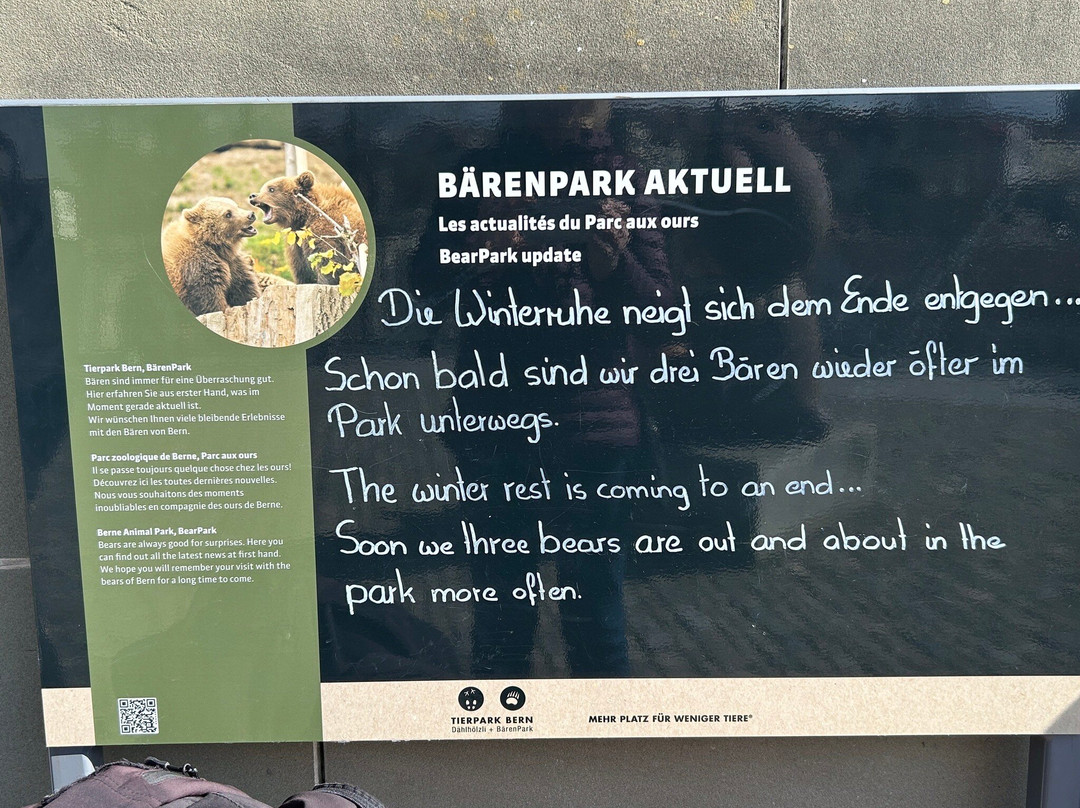 BÄRENPARK AKTUELL
Les actualités du Parc aux ours
BearPark update
Die Winterruhe neigt sich dem Ende entgegen...
Schon bald sind wir drei Bären wieder öfter im
Park unterwegs.
The winter rest is coming to an end...
Soon we three bears are out and about in the
park more often.
Tierpark Bern, BärenPark
Bären sind immer für eine Überraschung gut.
Hier erfahren Sie aus erster Hand, was im
Moment gerade aktuell ist.
Wir wünschen Ihnen viele bleibende Erlebnisse
mit den Bären von Bern.
Parc zoologique de Berne, Parc aux ours
Il se passe toujours quelque chose chez les ours!
Découvrez ici les toutes dernières nouvelles.
Nous vous souhaitons des moments
inoubliables en compagnie des ours de Berne.
Berne Animal Park, BearPark
Bears are always good for surprises. Here you
can find out all the latest news at first hand.
We hope you will remember your visit with the
bears of Bern for a long time to come.
TIERPARK BERN
Dählhölzli + BärenPark
MEHR PLATZ FÜR WENIGER TIERE®